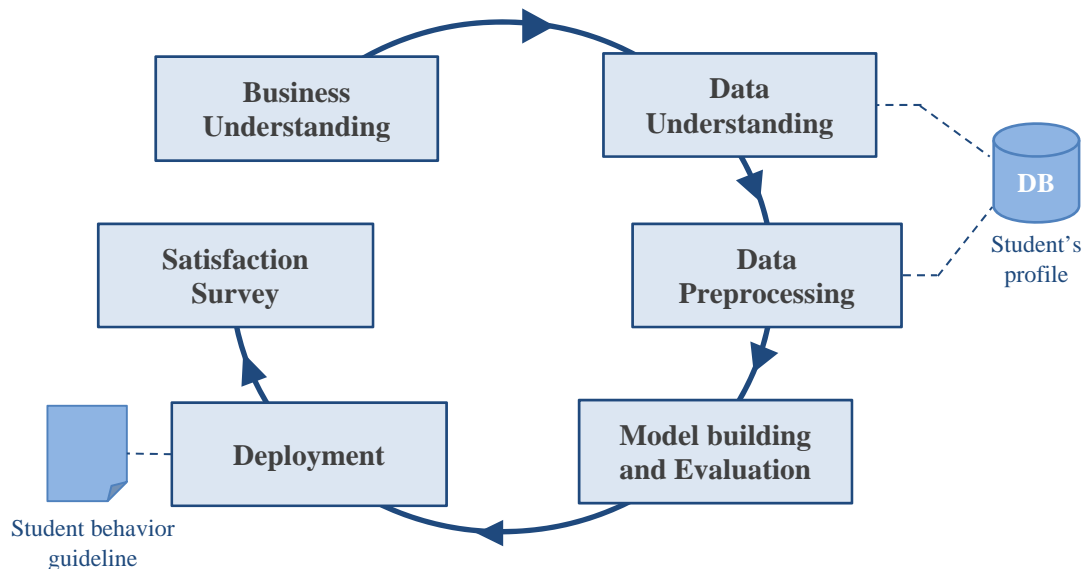 Business
Understanding
Data
Understanding
DB
Student’s
profile
Data
Preprocessing
Model building
and Evaluation
Deployment
Student behavior
guideline
Satisfaction
Survey